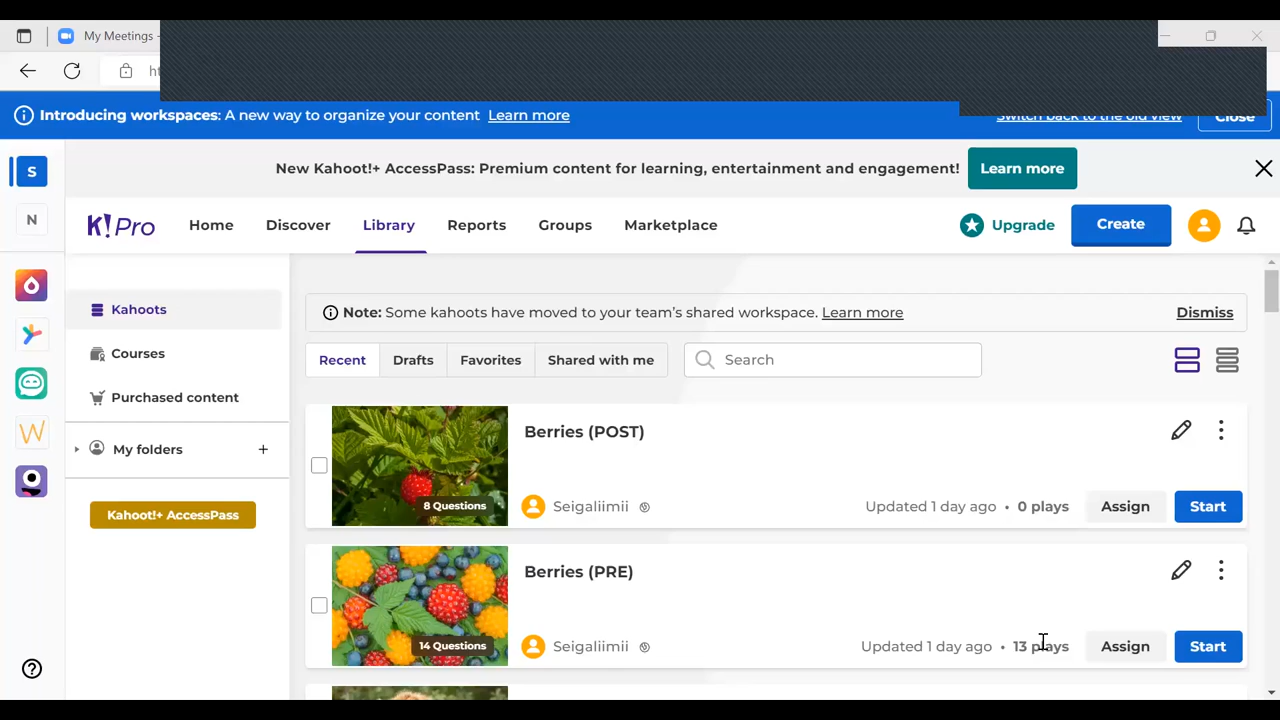 My Meetings -
Introducing workspaces: A new way to organize your content Learn more
Switch back to the old view Close
New Kahoot!+ AccessPass: Premium content for learning, entertainment and engagement! Learn more
S
N
K!Pro Home Discover Library Reports Groups Marketplace Upgrade Create
Kahoots
Courses
Purchased content
My folders +
Kahoot!+ AccessPass
Note: Some kahoots have moved to your team's shared workspace. Learn more Dismiss
Recent Drafts Favorites Shared with me Search
Berries (POST)
8 Questions
Seigaliimii Updated 1 day ago • 0 plays Assign Start
Berries (PRE)
14 Questions
Seigaliimii Updated 1 day ago • 13 plays Assign Start